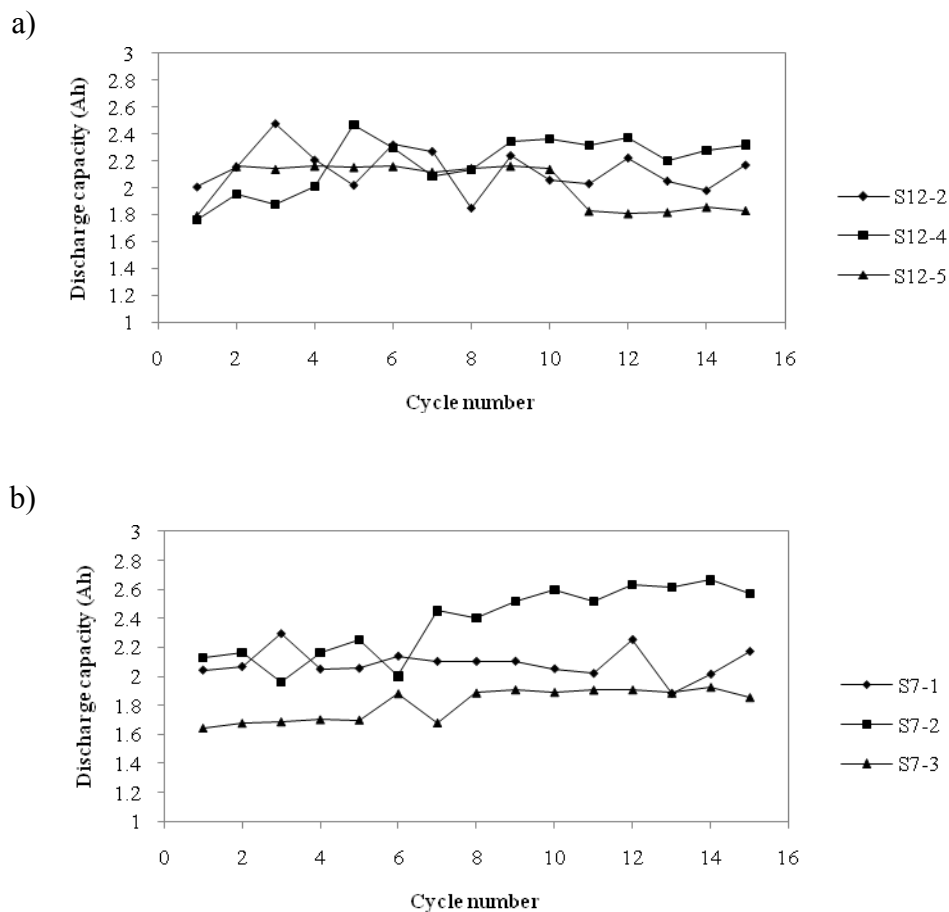 a)
3
2.8
2.6
2.4
2.2
2
1.8
1.6
1.4
1.2
1
Discharge capacity (Ah)
0 2 4 6 8 10 12 14 16
Cycle number
S12-2
S12-4
S12-5
b)
3
2.8
2.6
2.4
2.2
2
1.8
1.6
1.4
1.2
1
Discharge capacity (Ah)
0 2 4 6 8 10 12 14 16
Cycle number
S7-1
S7-2
S7-3